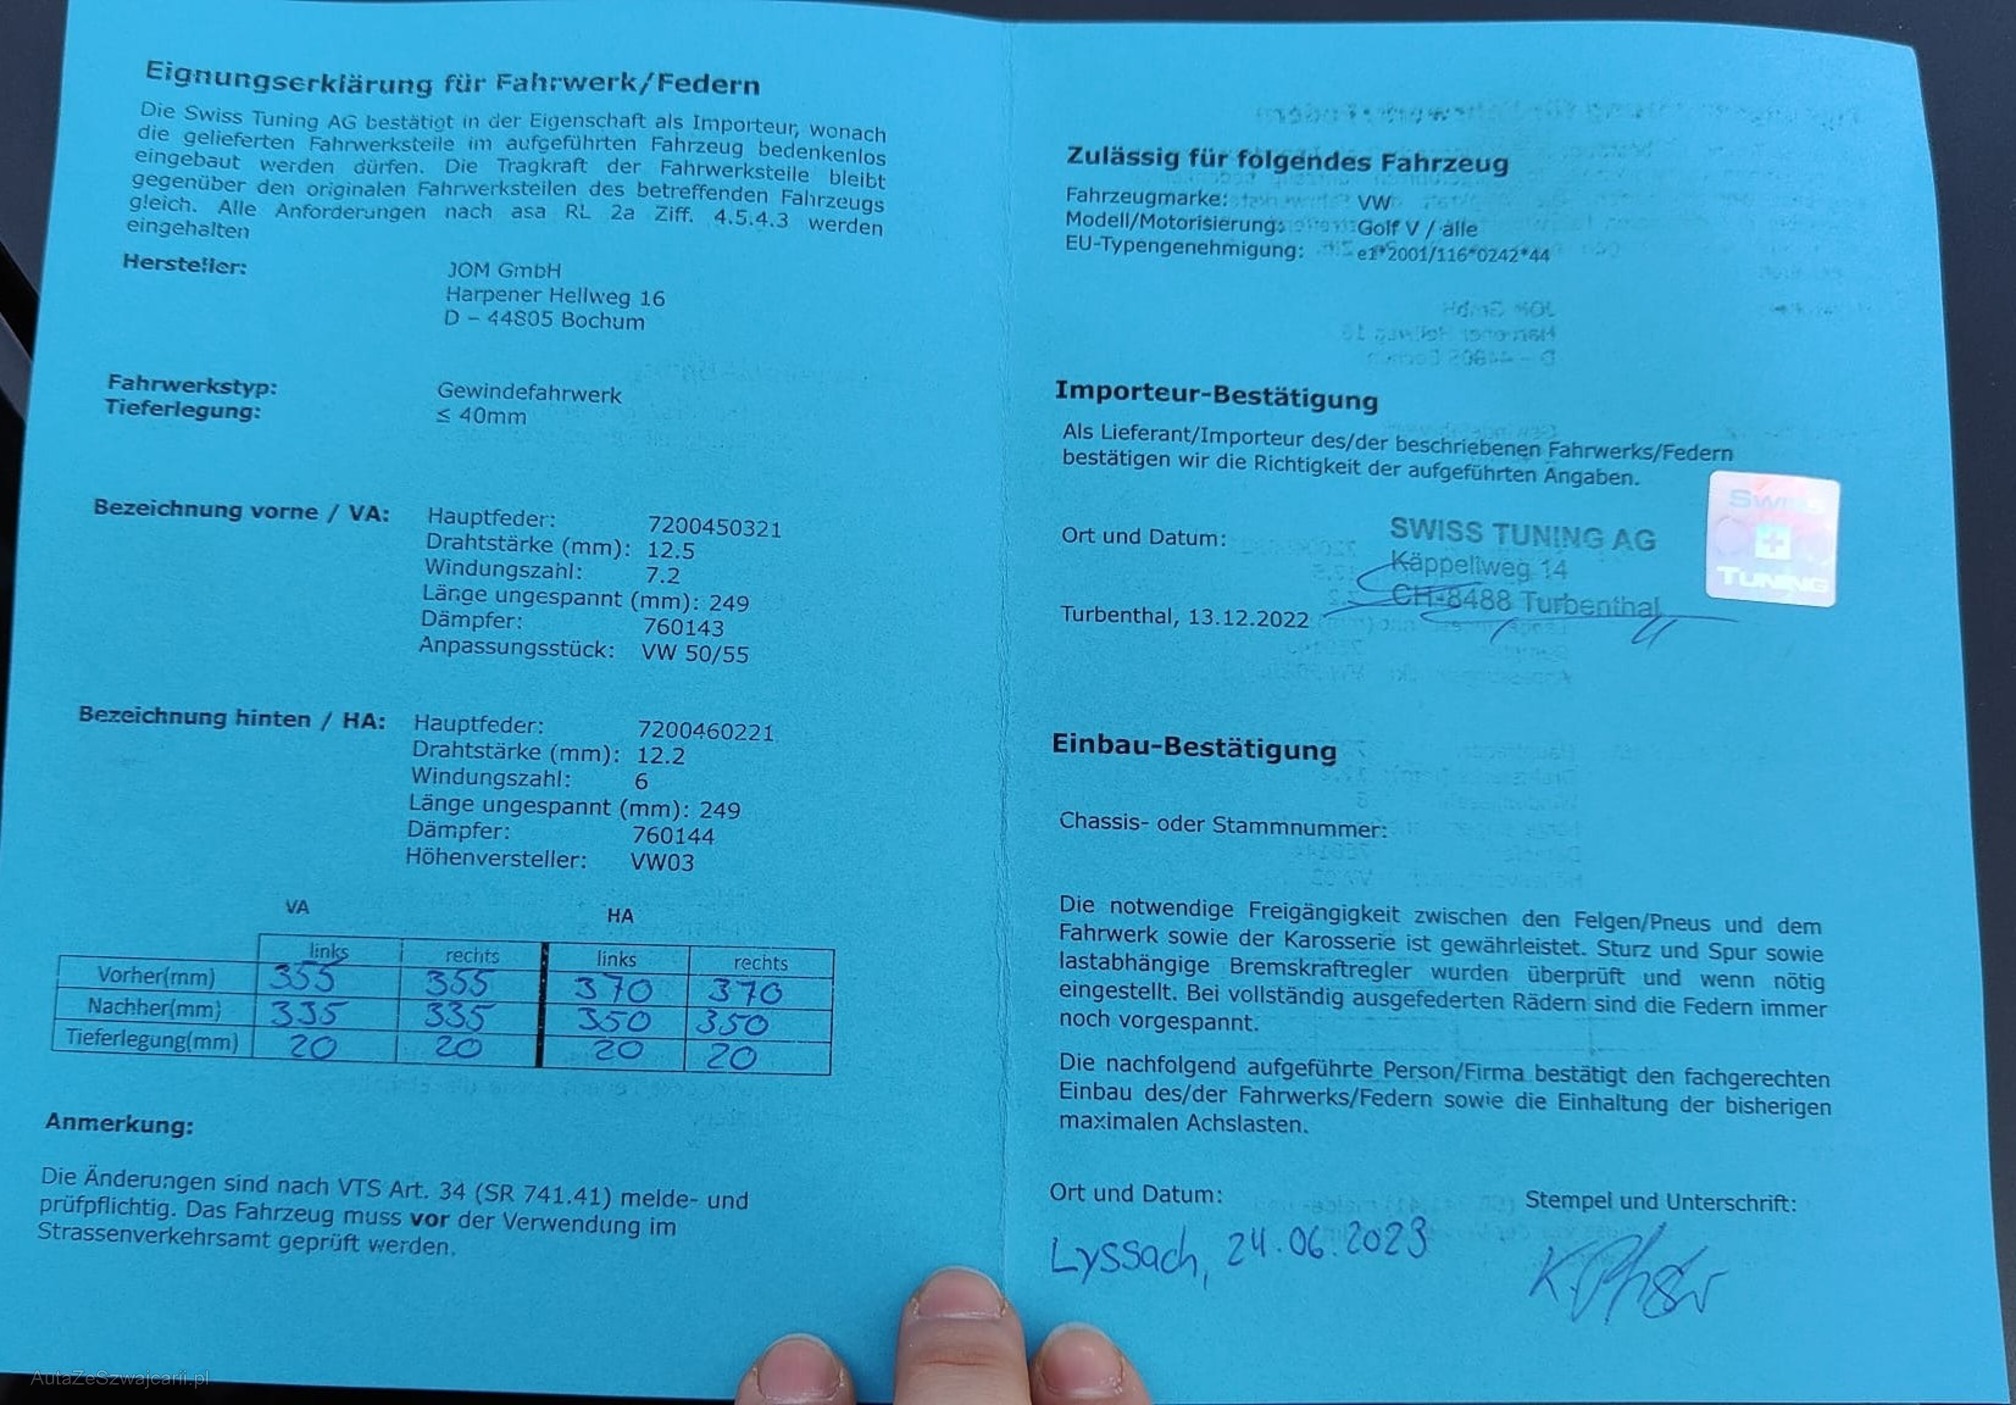 Eignungserklärung für Fahrwerk/Federn
Die Swiss Tuning AG bestätigt in der Eigenschaft als Importeur, wonach
die gelieferten Fahrwerksteile im aufgeführten Fahrzeug bedenkenlos
eingebaut werden dürfen. Die Tragkraft der Fahrwerksteile bleibt
gegenüber den originalen Fahrwerksteilen des betreffenden Fahrzeugs
gleich. Alle Anforderungen nach asa RL 2a Ziff. 4.5.4.3 werden
eingehalten
Hersteller: JOM GmbH
Harpener Hellweg 16
D – 44805 Bochum
Fahrwerkstyp: Gewindefahrwerk
Tieferlegung: ≤ 40mm
Bezeichnung vorne / VA: Hauptfeder: 7200450321
Drahtstärke (mm): 12.5
Windungszahl: 7.2
Länge ungespannt (mm): 249
Dämpfer: 760143
Anpassungsstück: VW 50/55
Bezeichnung hinten / HA: Hauptfeder: 7200460221
Drahtstärke (mm): 12.2
Windungszahl: 6
Länge ungespannt (mm): 249
Dämpfer: 760144
Höhenversteller: VW03
VA HA
links rechts links rechts
Vorher(mm) 355 355 370 370
Nachher(mm) 335 335 350 350
Tieferlegung(mm) 20 20 20 20
Anmerkung:
Die Änderungen sind nach VTS Art. 34 (SR 741.41) melde- und
prüfpflichtig. Das Fahrzeug muss vor der Verwendung im
Strassenverkehrsamt geprüft werden.
Zulässig für folgendes Fahrzeug
Fahrzeugmarke: VW
Modell/Motorisierung: Golf V / alle
EU-Typengenehmigung: e1*2001/116*0242*44
Importeur-Bestätigung
Als Lieferant/Importeur des/der beschriebenen Fahrwerks/Federn
bestätigen wir die Richtigkeit der aufgeführten Angaben.
Ort und Datum:
SWISS TUNING AG
Käppeliweg 14
CH-8488 Turbenthal
Swiss
Tuning
Turbenthal, 13.12.2022
Einbau-Bestätigung
Chassis- oder Stammnummer:
Die notwendige Freigängigkeit zwischen den Felgen/Pneus und dem
Fahrwerk sowie der Karosserie ist gewährleistet. Sturz und Spur sowie
lastabhängige Bremskraftregler wurden überprüft und wenn nötig
eingestellt. Bei vollständig ausgefederten Rädern sind die Federn immer
noch vorgespannt.
Die nachfolgend aufgeführte Person/Firma bestätigt den fachgerechten
Einbau des/der Fahrwerks/Federn sowie die Einhaltung der bisherigen
maximalen Achslasten.
Ort und Datum: Stempel und Unterschrift:
Lyssach, 24.06.2023
AutaZeSzwajcarii.pl